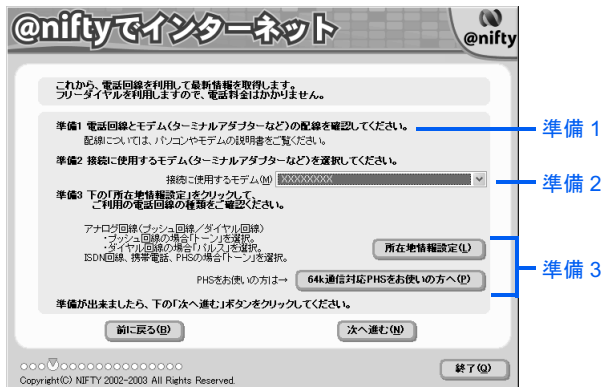 @niftyでインターネット
@nifty
これから、電話回線を利用して最新情報を取得します。
フリーダイヤルを利用しますので、電話料金はかかりません。
準備1 電話回線とモデム(ターミナルアダプターなど)の配線を確認してください。
準備 1
配線については、パソコンやモデムの説明書をご覧ください。
準備2 接続に使用するモデム(ターミナルアダプターなど)を選択してください。
接続に使用するモデム(M) XXXXXXXXX
準備 2
準備3 下の「所在地情報設定」をクリックして、
ご利用の電話回線の種類をご確認ください。
アナログ回線(プッシュ回線/ダイヤル回線)
・プッシュ回線の場合「トーン」を選択。
・ダイヤル回線の場合「パルス」を選択。
ISDN回線、携帯電話、PHSの場合「トーン」を選択。
所在地情報設定(L)
準備 3
PHSをお使いの方は→ 64k通信対応PHSをお使いの方へ(P)
準備が出来ましたら、下の「次へ進む」ボタンをクリックしてください。
前に戻る(B)
次へ進む(N)
終了(Q)
Copyright(C) NIFTY 2002-2003 All Rights Reserved.